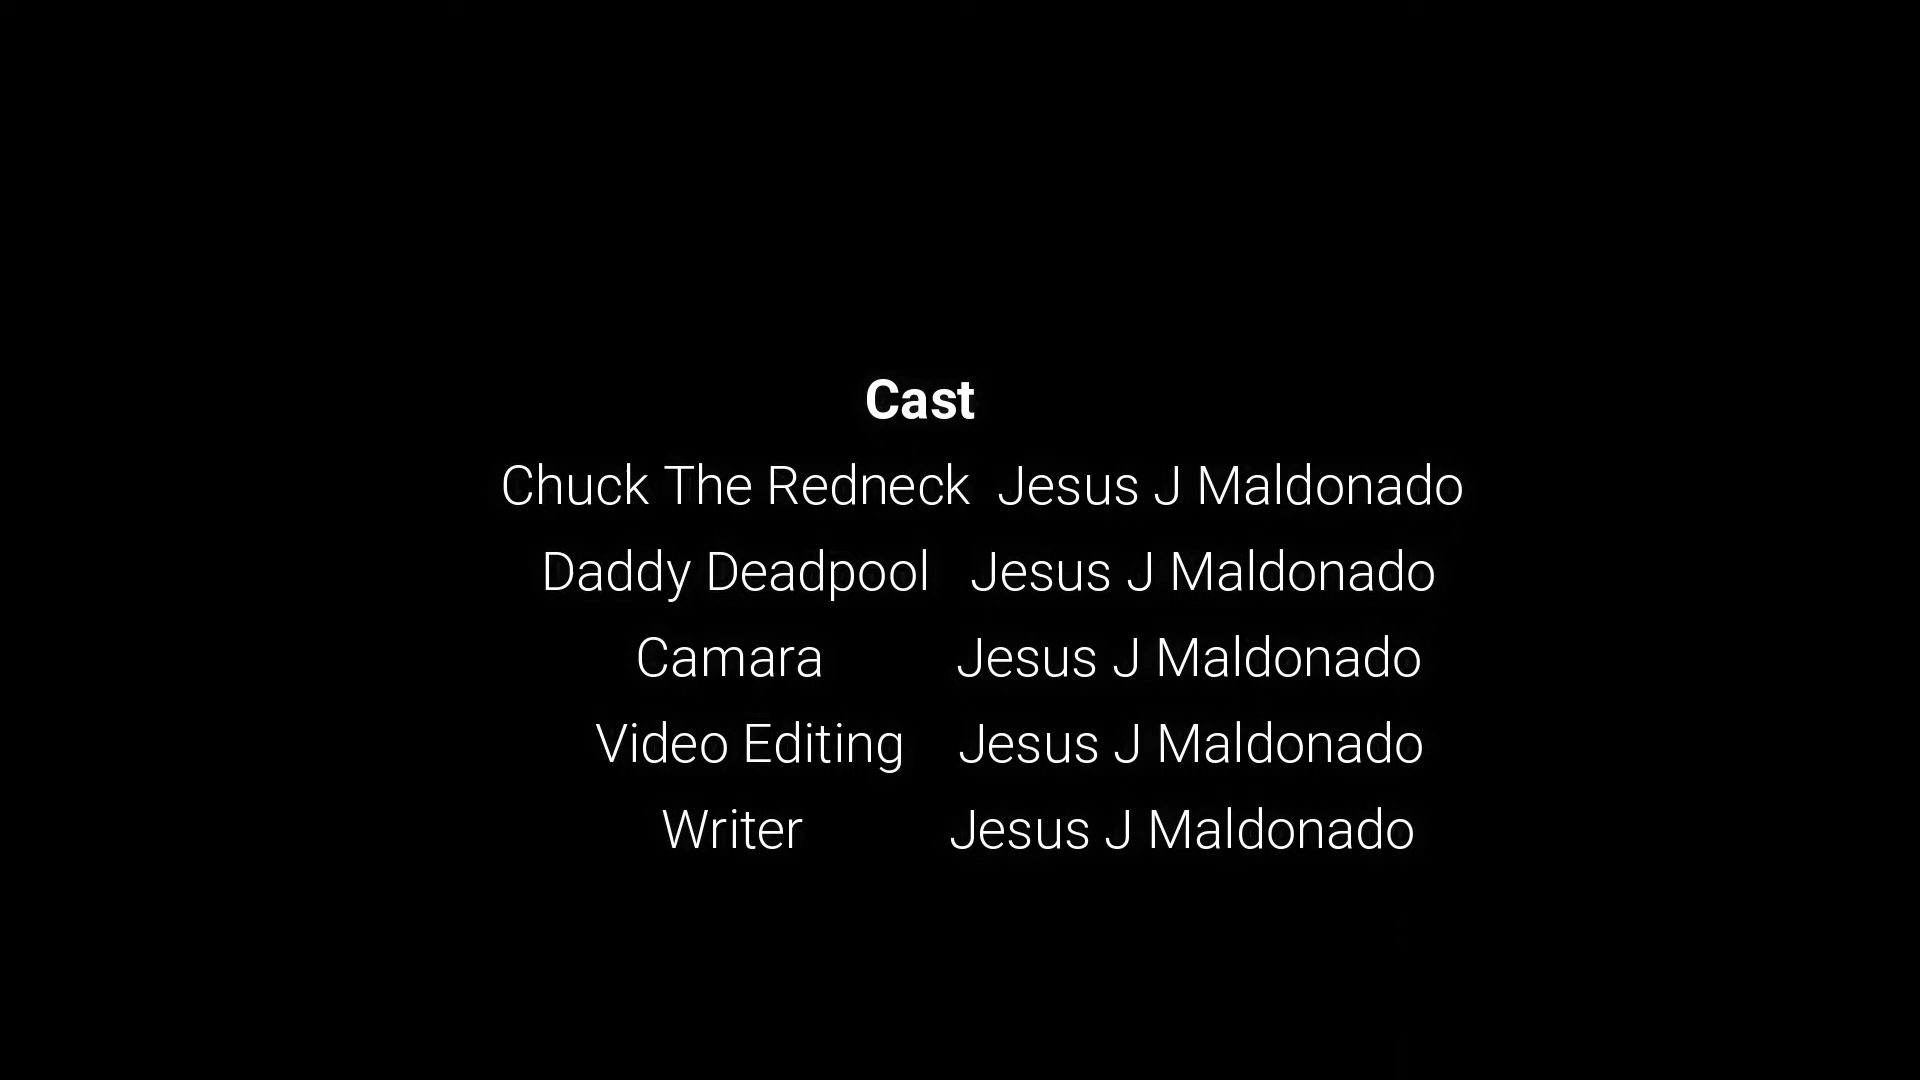 Cast
Chuck The Redneck Jesus J Maldonado
Daddy Deadpool Jesus J Maldonado
Camara Jesus J Maldonado
Video Editing Jesus J Maldonado
Writer Jesus J Maldonado